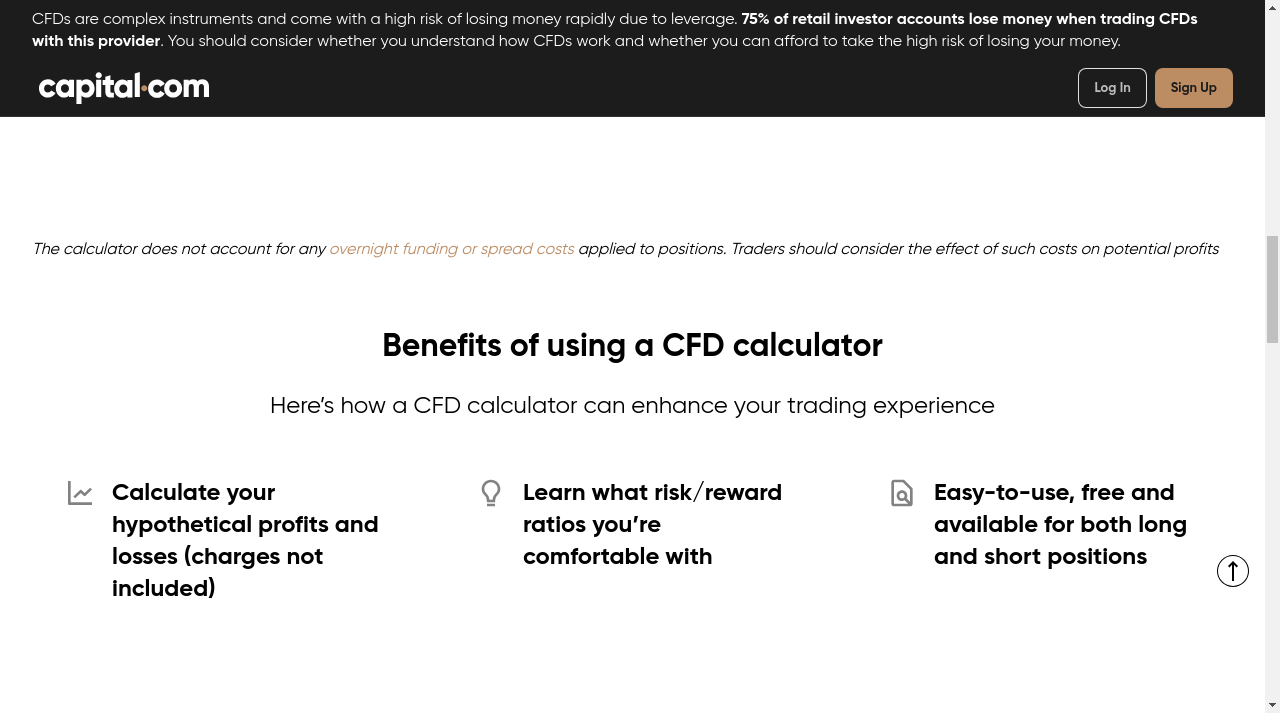 CFDs are complex instruments and come with a high risk of losing money rapidly due to leverage. 75% of retail investor accounts lose money when trading CFDs
with this provider. You should consider whether you understand how CFDs work and whether you can afford to take the high risk of losing your money.
capital.com
Log In
Sign Up
The calculator does not account for any overnight funding or spread costs applied to positions. Traders should consider the effect of such costs on potential profits
Benefits of using a CFD calculator
Here’s how a CFD calculator can enhance your trading experience
Calculate your
hypothetical profits and
losses (charges not
included)
Learn what risk/reward
ratios you’re
comfortable with
Easy-to-use, free and
available for both long
and short positions